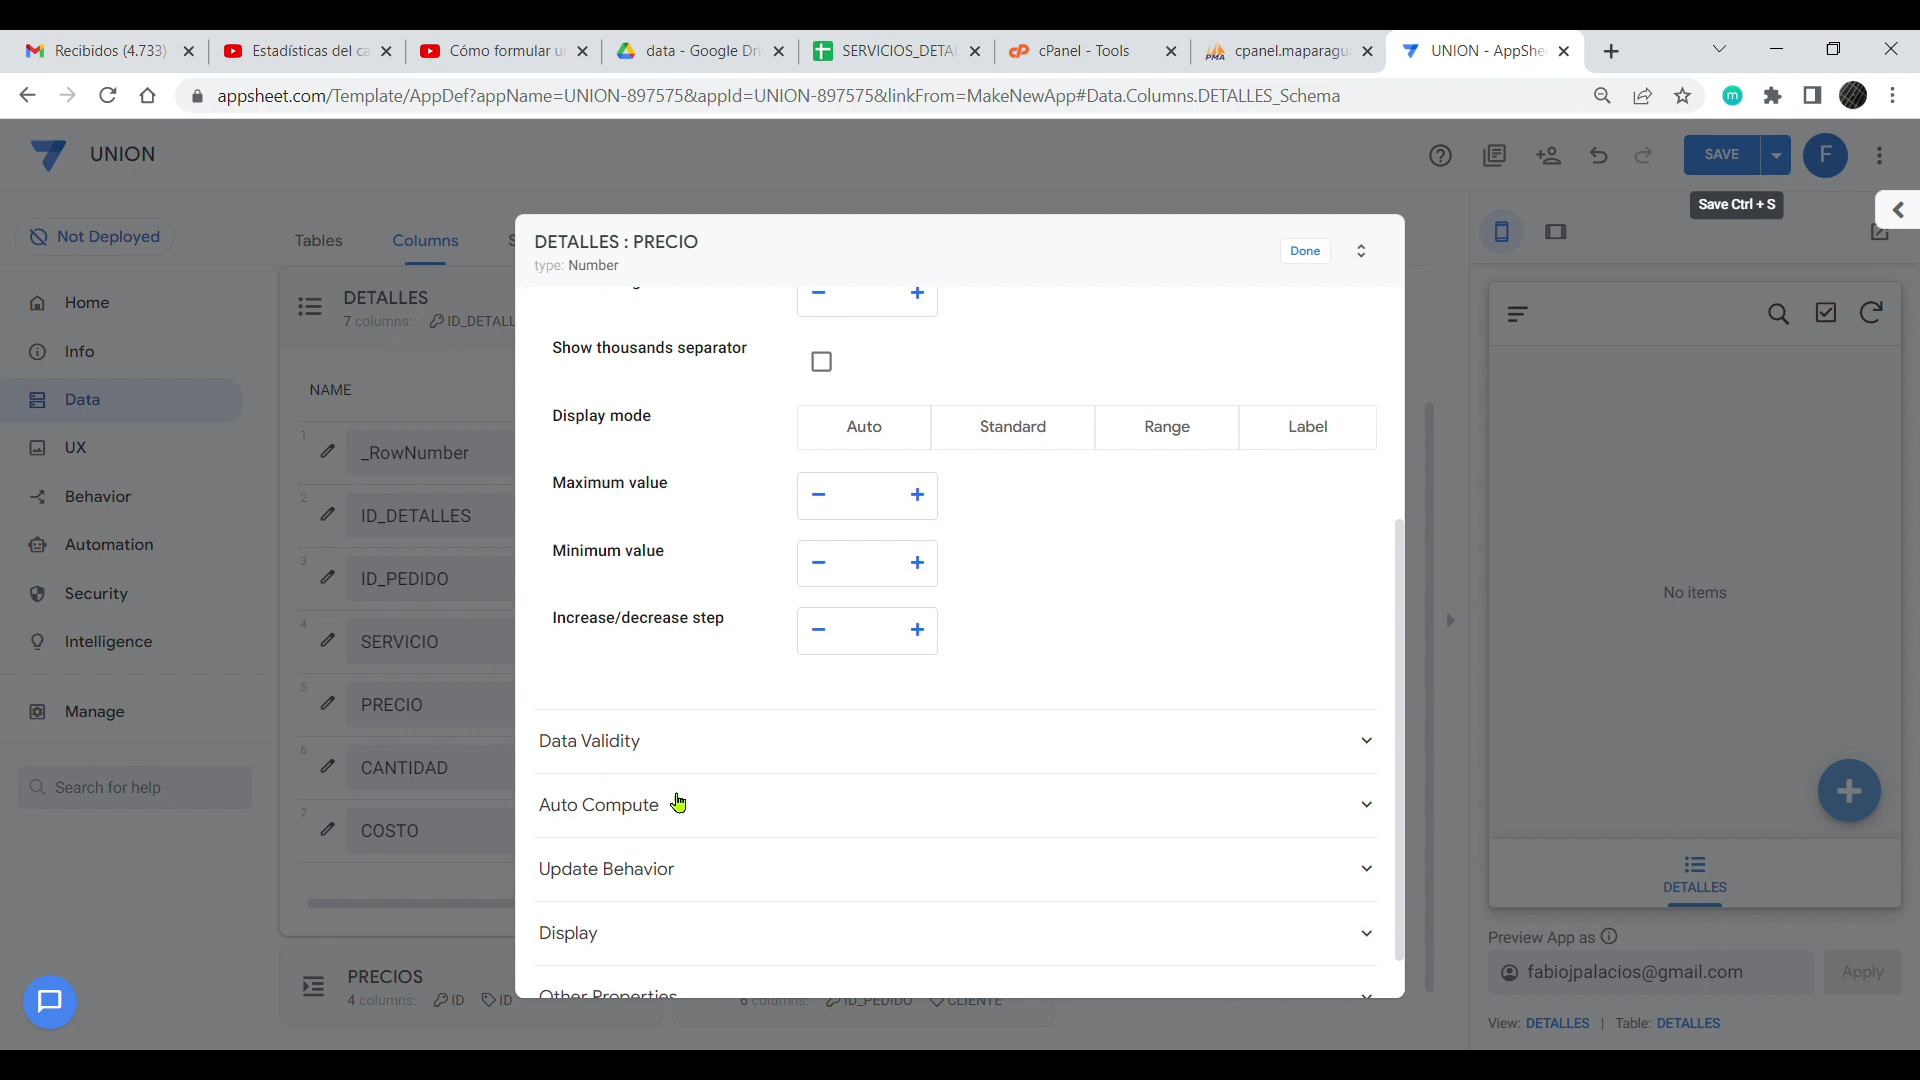 Recibidos (4.733)
Estadísticas del ca
Cómo formular u
data - Google Dri
SERVICIOS_DETAL
cPanel - Tools
cpanel.maparagu
UNION - AppShe
appsheet.com/Template/AppDef?appName=UNION-897575&appId=UNION-897575&linkFrom=MakeNewApp#Data.Columns.DETALLES_Schema
UNION
SAVE
F
Save Ctrl + S
Not Deployed
Home
Info
Data
UX
Behavior
Automation
Security
Intelligence
Manage
Search for help
Tables
Columns
S
DETALLES
7 columns: ID_DETALL
NAME
1 _RowNumber
2 ID_DETALLES
3 ID_PEDIDO
4 SERVICIO
5 PRECIO
6 CANTIDAD
7 COSTO
PRECIOS
4 columns: ID ID
6 columns: ID_PEDIDO CLIENTE
DETALLES : PRECIO
type: Number
Done
Show thousands separator
Display mode
Auto
Standard
Range
Label
Maximum value
Minimum value
Increase/decrease step
Data Validity
Auto Compute
Update Behavior
Display
Other Properties
No items
DETALLES
Preview App as
fabiojpalacios@gmail.com
Apply
View: DETALLES | Table: DETALLES